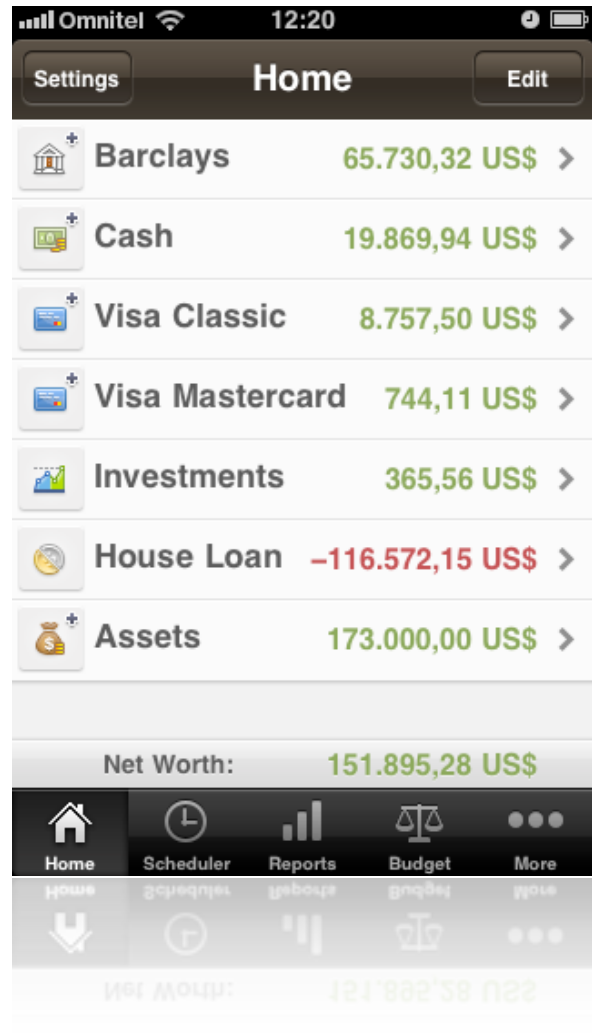 Omnitel 12:20
Settings Home Edit
Barclays 65.730,32 US$
Cash 19.869,94 US$
Visa Classic 8.757,50 US$
Visa Mastercard 744,11 US$
Investments 365,56 US$
House Loan –116.572,15 US$
Assets 173.000,00 US$
Net Worth: 151.895,28 US$
Home Scheduler Reports Budget More